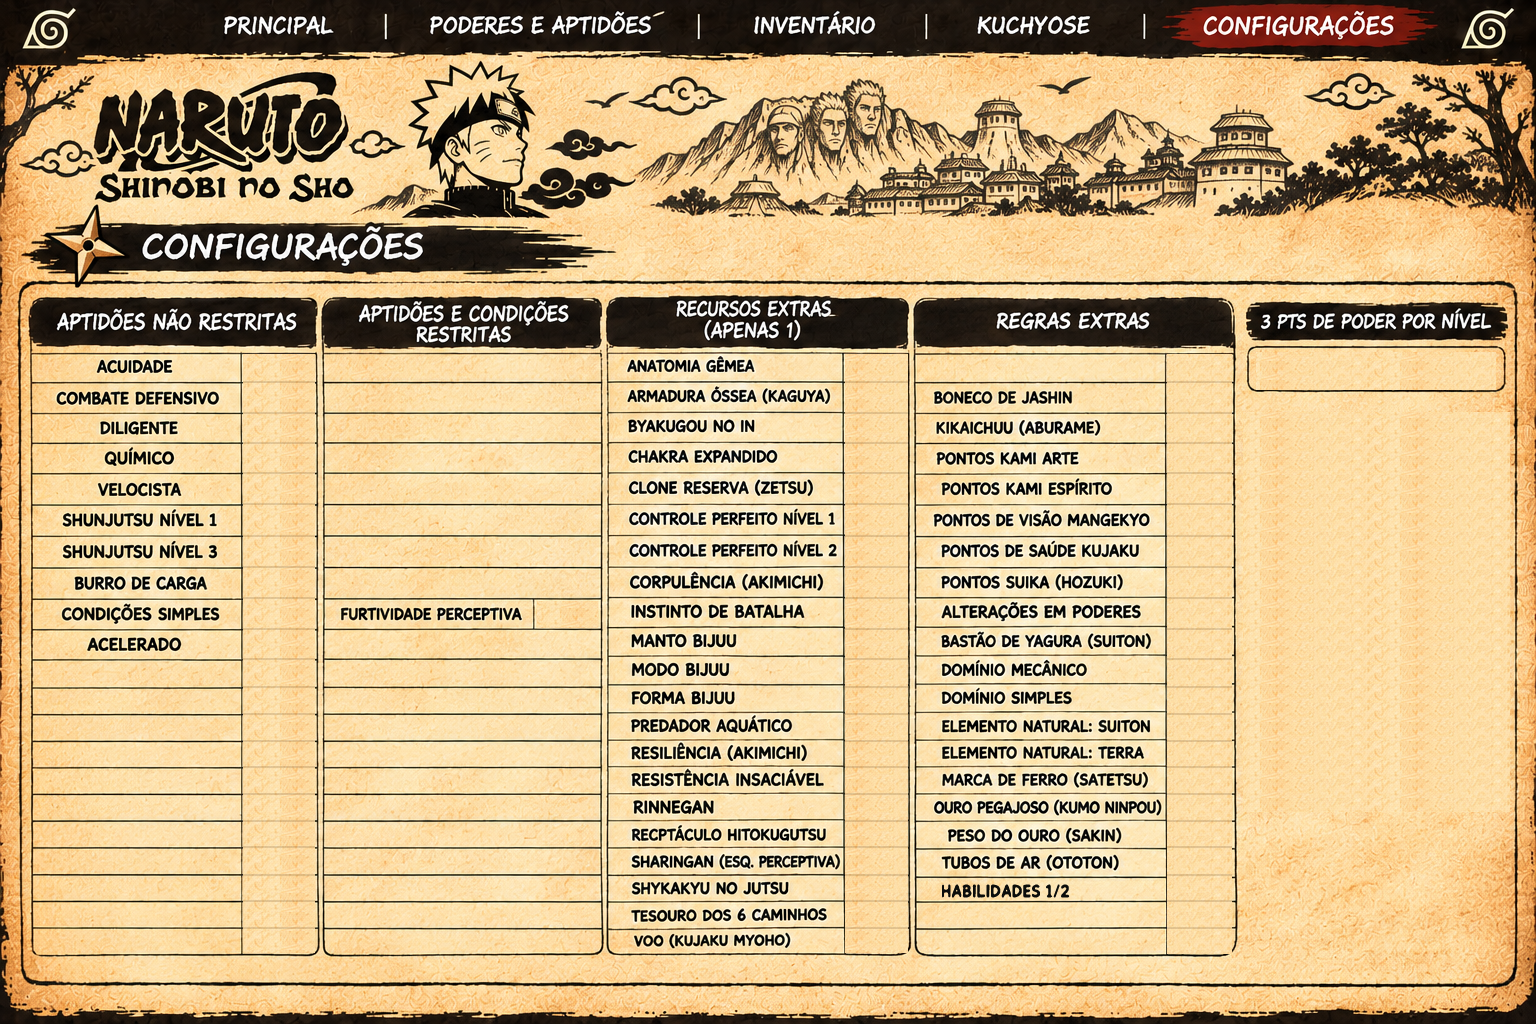 PRINCIPAL | PODERES E APTIDÕES | INVENTÁRIO | KUCHYOSE | CONFIGURAÇÕES
NARUTO
SHINOBI NO SHO
CONFIGURAÇÕES
APTIDÕES NÃO RESTRITAS
ACUIDADE
COMBATE DEFENSIVO
DILIGENTE
QUÍMICO
VELOCISTA
SHUNJUTSU NÍVEL 1
SHUNJUTSU NÍVEL 3
BURRO DE CARGA
CONDIÇÕES SIMPLES
ACELERADO
APTIDÕES E CONDIÇÕES
RESTRITAS
FURTIVIDADE PERCEPTIVA
RECURSOS EXTRAS
(APENAS 1)
ANATOMIA GÊMEA
ARMADURA ÓSSEA (KAGUYA)
BYAKUGOU NO IN
CHAKRA EXPANDIDO
CLONE RESERVA (ZETSU)
CONTROLE PERFEITO NÍVEL 1
CONTROLE PERFEITO NÍVEL 2
CORPULÊNCIA (AKIMICHI)
INSTINTO DE BATALHA
MANTO BIJUU
MODO BIJUU
FORMA BIJUU
PREDADOR AQUÁTICO
RESILIÊNCIA (AKIMICHI)
RESISTÊNCIA INSACIÁVEL
RINNEGAN
RECPTÁCULO HITOKUGUTSU
SHARINGAN (ESQ. PERCEPTIVA)
SHYKAKYU NO JUTSU
TESOURO DOS 6 CAMINHOS
VOO (KUJAKU MYOHO)
REGRAS EXTRAS
BONECO DE JASHIN
KIKAICHUU (ABURAME)
PONTOS KAMI ARTE
PONTOS KAMI ESPÍRITO
PONTOS DE VISÃO MANGEKYO
PONTOS DE SAÚDE KUJAKU
PONTOS SUIKA (HOZUKI)
ALTERAÇÕES EM PODERES
BASTÃO DE YAGURA (SUITON)
DOMÍNIO MECÂNICO
DOMÍNIO SIMPLES
ELEMENTO NATURAL: SUITON
ELEMENTO NATURAL: TERRA
MARCA DE FERRO (SATETSU)
OURO PEGAJOSO (KUMO NINPOU)
PESO DO OURO (SAKIN)
TUBOS DE AR (OTOTON)
HABILIDADES 1/2
3 PTS DE PODER POR NÍVEL